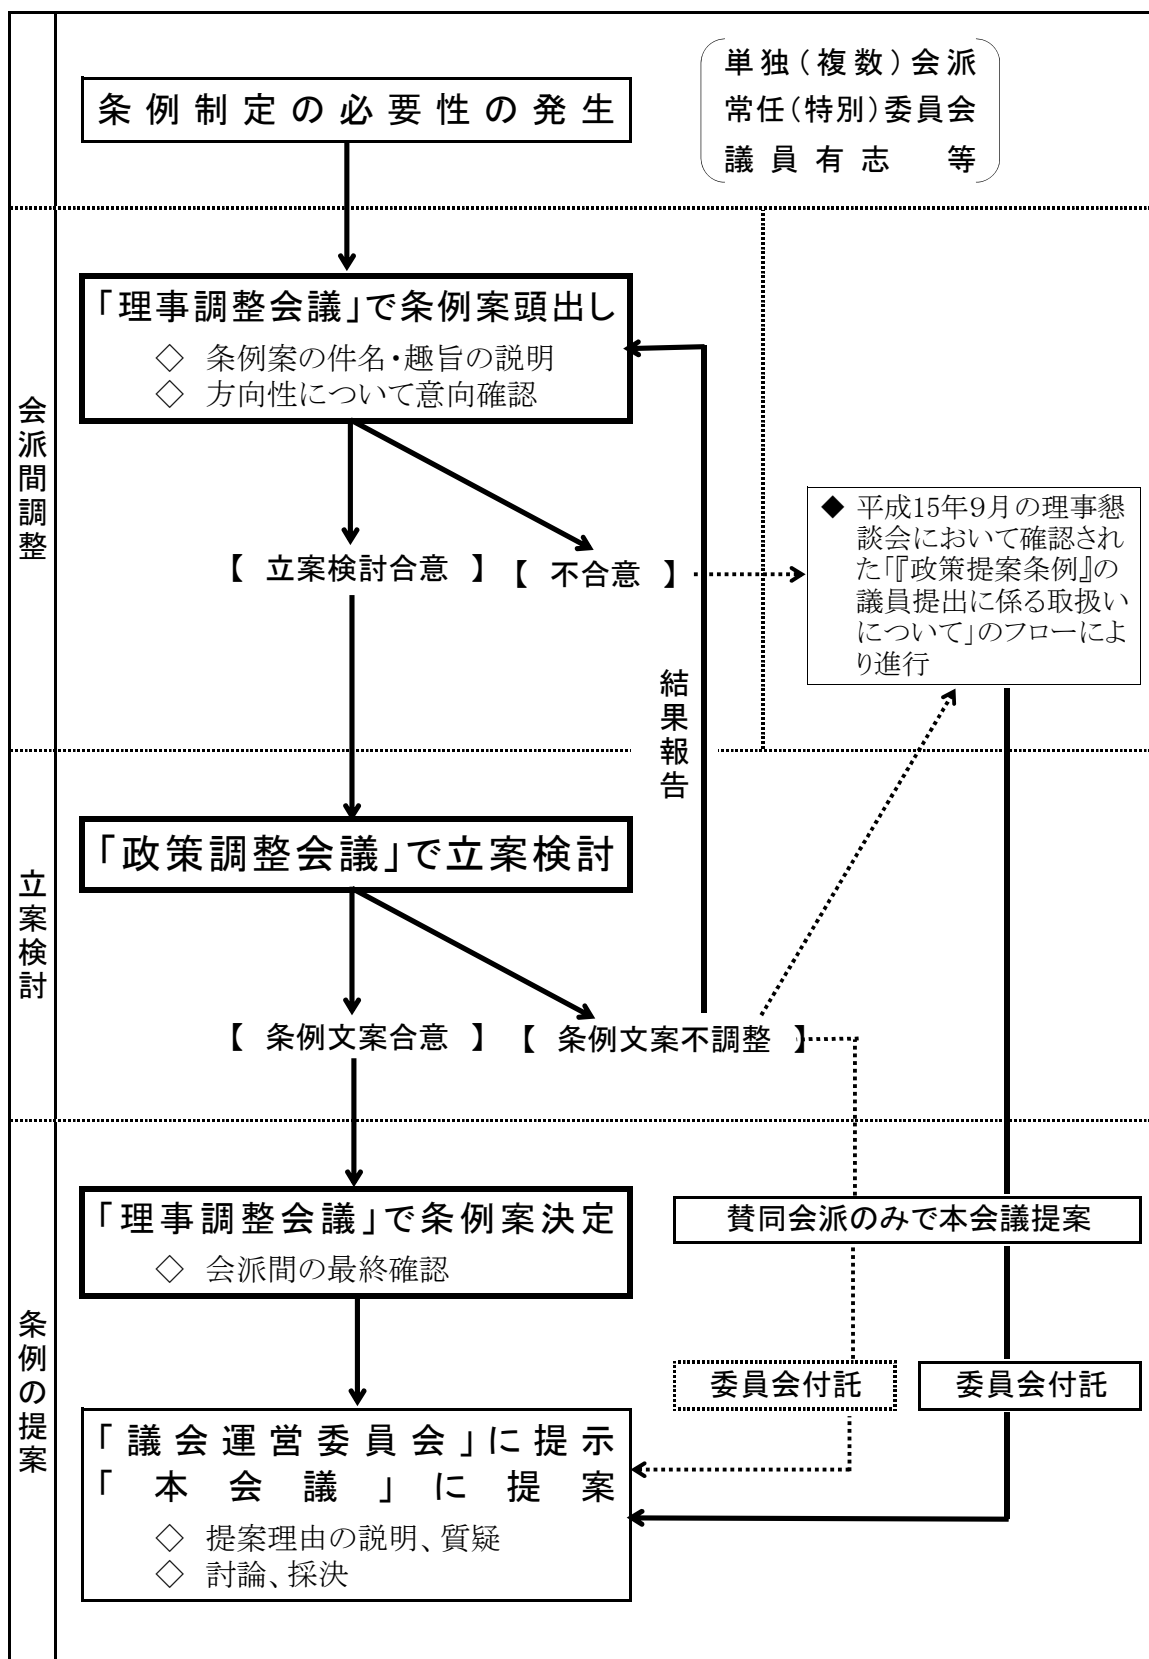 条例制定の必要性の発生
単独（複数）会派
常任（特別）委員会
議員有志　等
会派間調整
「理事調整会議」で条例案頭出し
◇ 条例案の件名・趣旨の説明
◇ 方向性について意向確認
【 立案検討合意 】
【 不合意 】
◆ 平成15年9月の理事懇
談会において確認され
た「『政策提案条例』の
議員提出に係る取扱い
について」のフローによ
り進行
結果報告
立案検討
「政策調整会議」で立案検討
【 条例文案合意 】
【 条例文案不調整 】
条例の提案
「理事調整会議」で条例案決定
◇ 会派間の最終確認
賛同会派のみで本会議提案
委員会付託
委員会付託
「議会運営委員会」に提示
「本会議」に提案
◇ 提案理由の説明、質疑
◇ 討論、採決